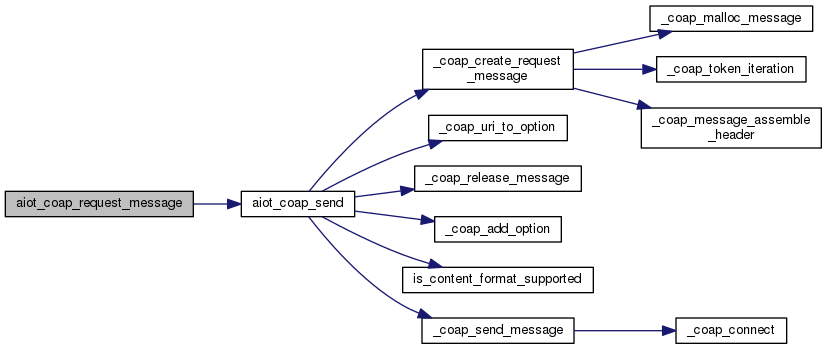 aiot_coap_request_message
aiot_coap_send
_coap_create_request
_message
_coap_uri_to_option
_coap_release_message
_coap_add_option
is_content_format_supported
_coap_send_message
_coap_malloc_message
_coap_token_iteration
_coap_message_assemble
_header
_coap_connect